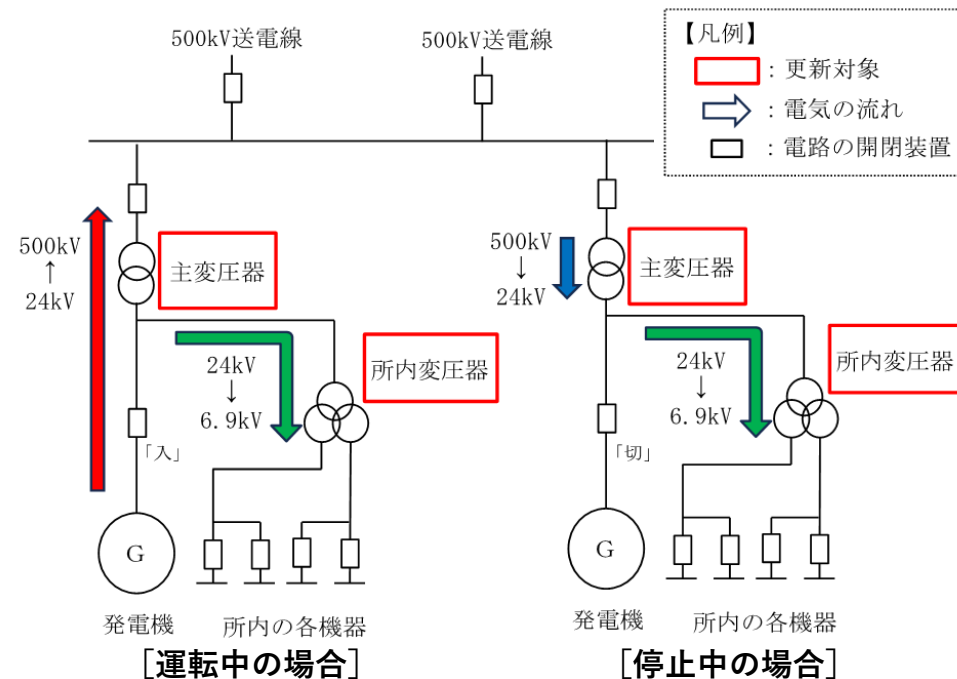 500kV送電線
500kV送電線
【凡例】
：更新対象
：電気の流れ
：電路の開閉装置
500kV
↑
24kV
主変圧器
24kV
↓
6.9kV
所内変圧器
「入」
G
発電機
所内の各機器
［運転中の場合］
500kV
↓
24kV
主変圧器
24kV
↓
6.9kV
所内変圧器
「切」
G
発電機
所内の各機器
［停止中の場合］